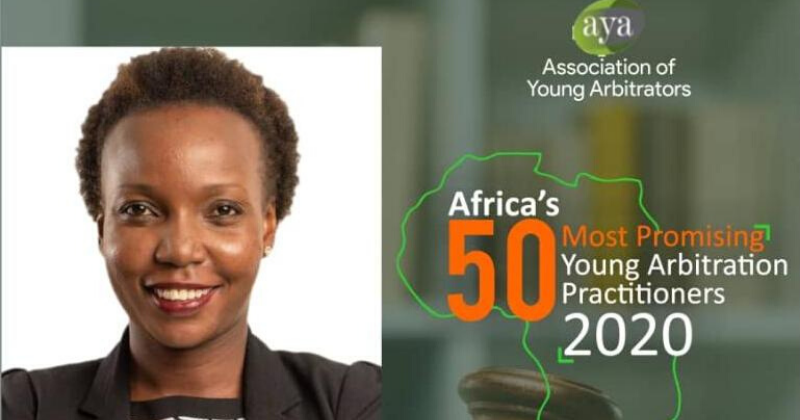 aya
Association of
Young Arbitrators
Africa's
50
Most Promising
Young Arbitration
Practitioners
2020